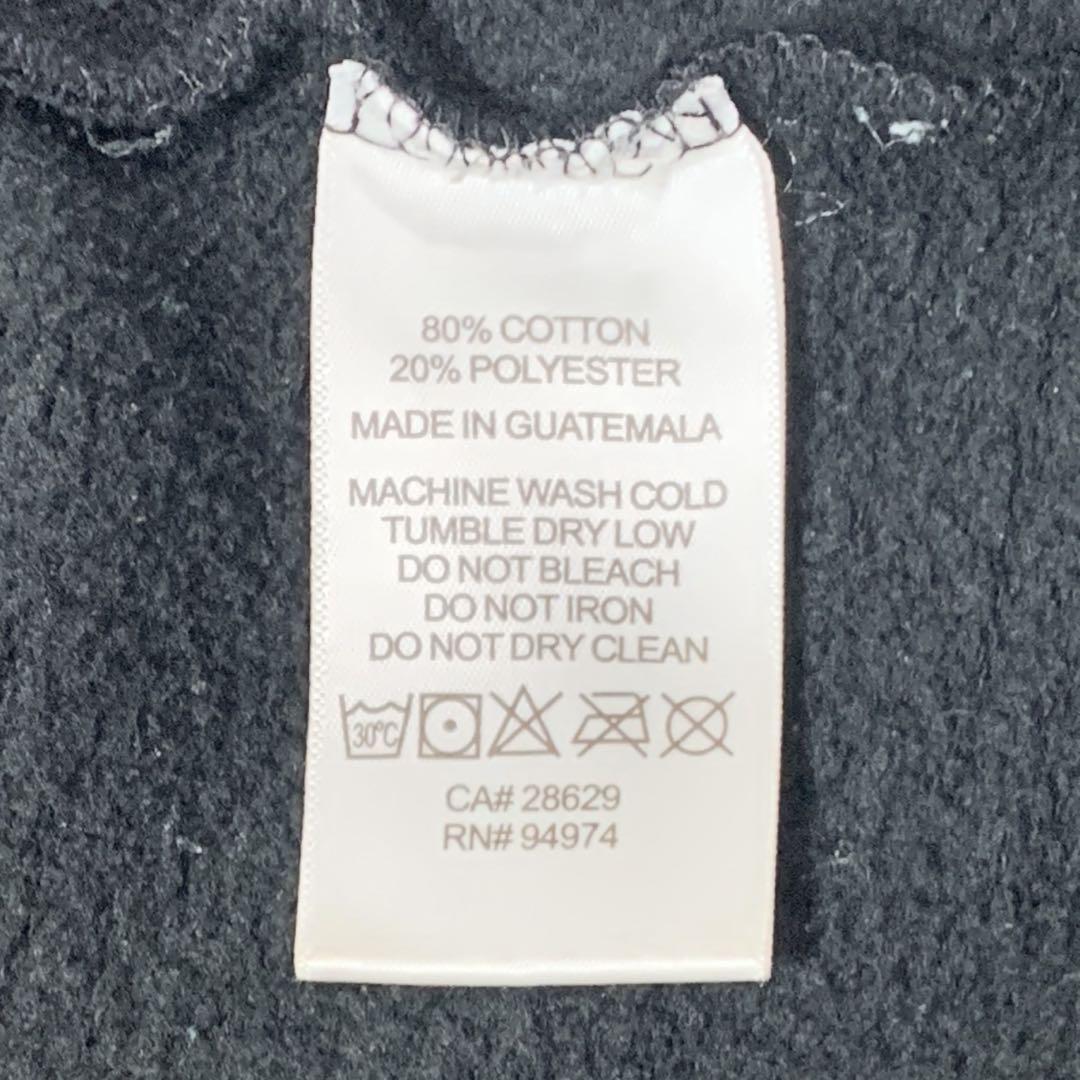 80% COTTON
20% POLYESTER
MADE IN GUATEMALA
MACHINE WASH COLD
TUMBLE DRY LOW
DO NOT BLEACH
DO NOT IRON
DO NOT DRY CLEAN
30°C
CA# 28629
RN# 94974